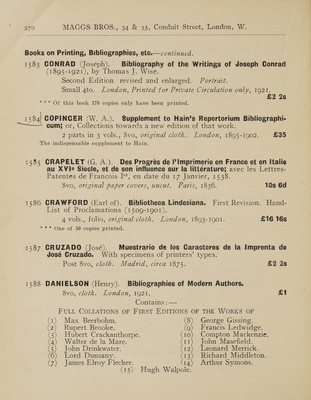 270 MAGGS BROS., 34 & 35, Conduit Street, London, W.
Books on Printing, Bibliographies, etc.—continued.
1583 CONRAD (Joseph). Bibliography of the Writings of Joseph Conrad
(1895-1921), by Thomas J. Wise.
Second Edition revised and enlarged. Portrait.
Small 4to. London, Printed for Private Circulation only, 1921.
£2 2s
*** Of this book 170 copies only have been printed.
1584 COPINGER (W. A.). Supplement to Hain's Repertorium Bibliographi-
cum; or, Collections towards a new edition of that work.
2 parts in 3 vols., 8vo, original cloth. London, 1895-1902. £35
The indispensable supplement to Hain.
1585 CRAPELET (G. A.). Des Progrès de l'Imprimerie en France et en Italie
au XVIe Siecle, et de son influence sur la littérature; avec les Lettres-
Patentes de Francois Ier, en date du 17 Janvier, 1538.
8vo, original paper covers, uncut. Paris, 1836. 10s 6d
1586 CRAWFORD (Earl of). Bibliotheca Lindesiana. First Revision. Hand-
List of Proclamations (1509-1901).
4 vols., folio, original cloth. London, 1893-1901. £16 16s
*** One of 50 copies printed.
1587 CRUZADO (José). Muestrario de los Carasteres de la Imprenta de
José Cruzado. With specimens of printers' types.
Post 8vo, cloth. Madrid, circa 1875. £2 2s
1588 DANIELSON (Henry). Bibliographies of Modern Authors.
8vo, cloth. London, 1921. £1
Contains:—
FULL COLLATIONS OF FIRST EDITIONS OF THE WORKS OF
(1) Max Beerbohm. (8) George Gissing.
(2) Rupert Brooke. (9) Francis Ledwidge.
(3) Hubert Crackanthorpe. (10) Compton Mackenzie.
(4) Walter de la Mare. (11) John Masefield.
(5) John Drinkwater. (12) Leonard Merrick.
(6) Lord Dunsany. (13) Richard Middleton.
(7) James Elroy Flecker. (14) Arthur Symons.
(15) Hugh Walpole.